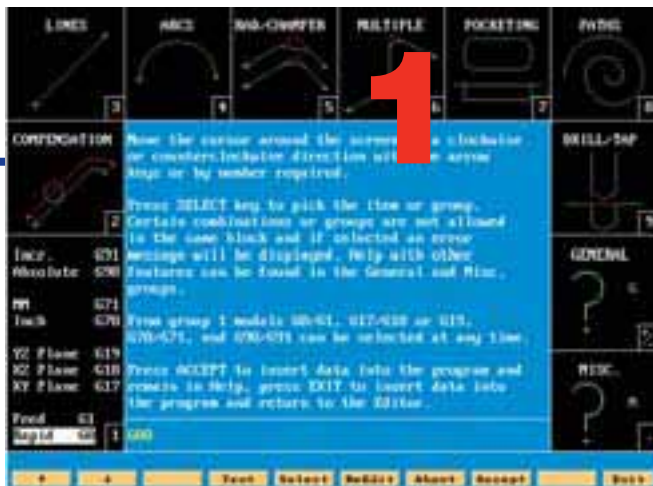 LINES
ARCS
RAD/CHAMFER
MULTIPLE
POCKETING
PATHS
1
3
4
5
6
7
8
COMPENSATION
2
DRILL/TAP
9
Move the cursor around the screen in a clockwise
or counterclockwise direction with the arrow
keys or by number required.
Press SELECT key to pick the item or group.
Certain combinations or groups are not allowed
in the same block and if selected an error
message will be displayed. Help with other
features can be found in the General and Misc.
groups.
From group 1 models G0/G1, G17/G18 or G19,
G70/G71, and G90/G91 can be selected at any time.
Press ACCEPT to insert data into the program and
remain in Help, press EXIT to insert data into
the program and return to the Editor.
Incr. G91
Absolute G90
MM G71
Inch G70
YZ Plane G19
XZ Plane G18
XY Plane G17
Feed G1
Rapid G0
1
G00
GENERAL
? G
MISC.
?
Text
Select
Abort
Accept
Exit